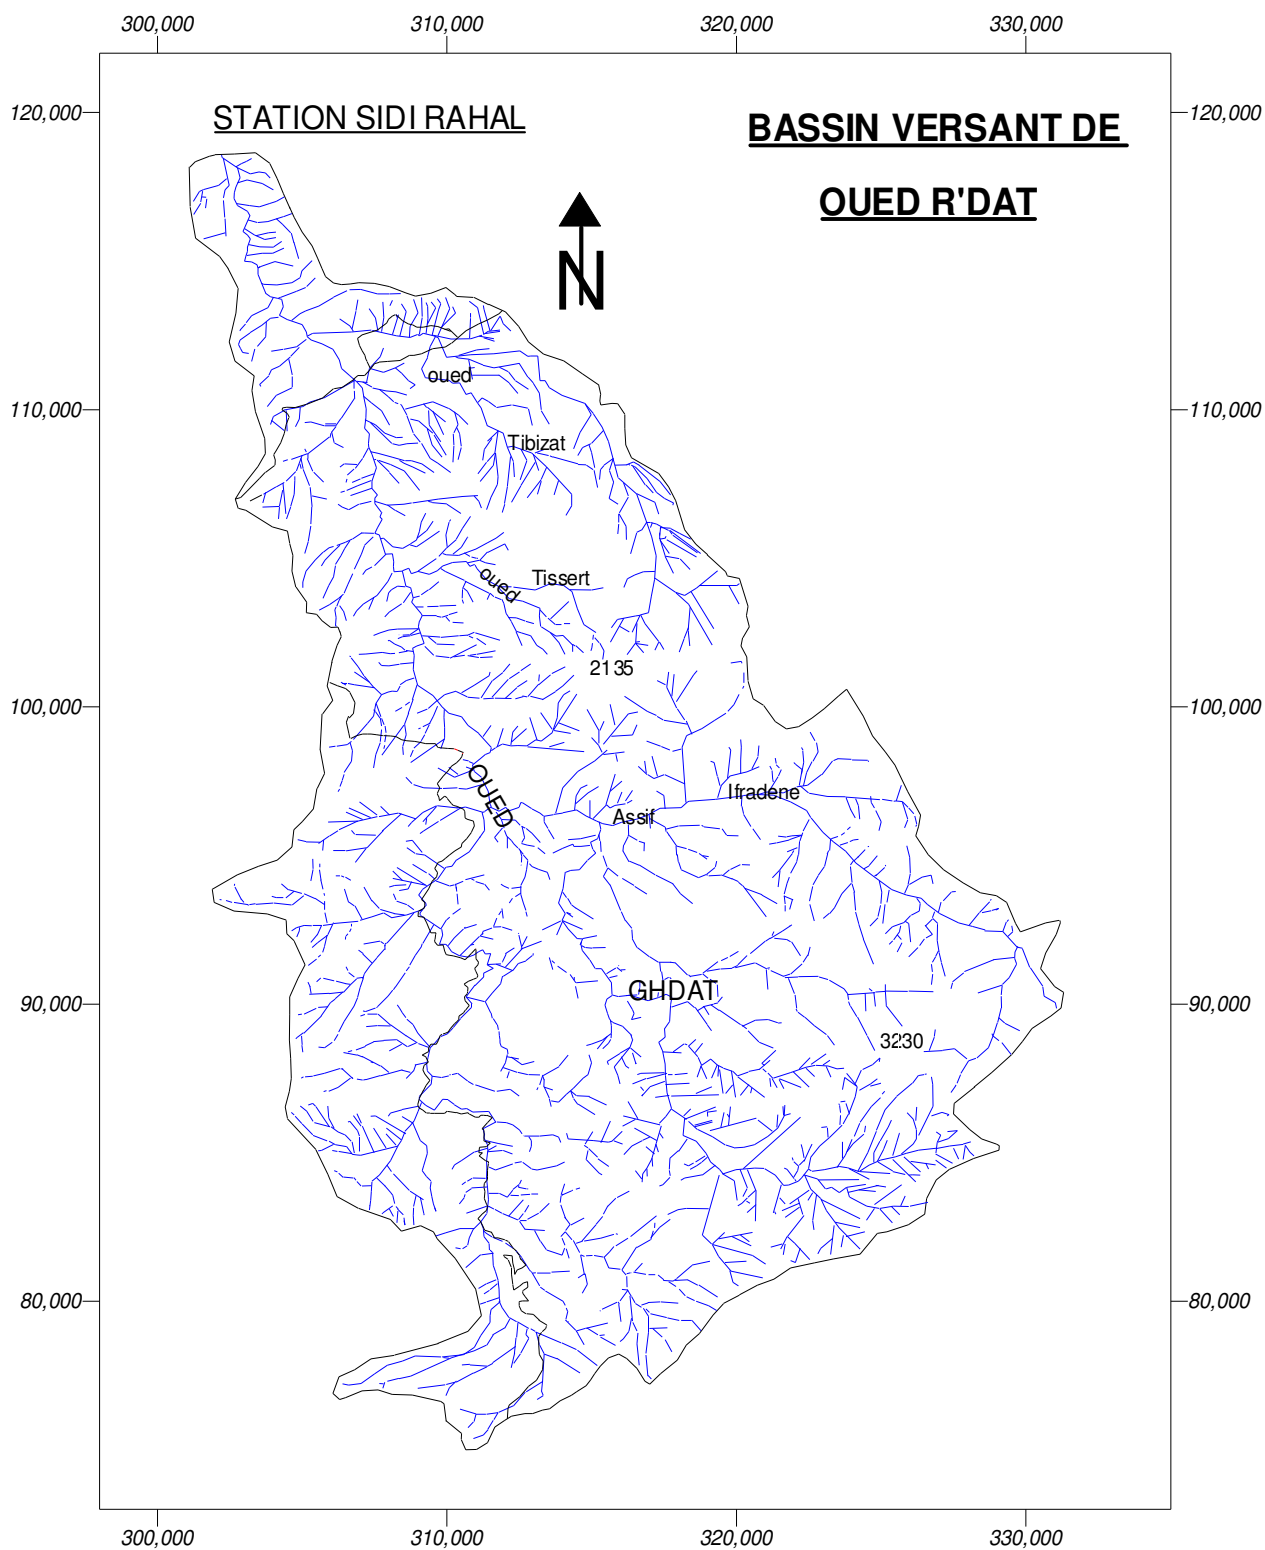 300,000 310,000 320,000 330,000
120,000 120,000
STATION SIDI RAHAL
BASSIN VERSANT DE
OUED R'DAT
N
oued
110,000 110,000
Tibizat
oued Tissert
2135
100,000 100,000
OUED
Ifradene
Assif
GHDAT
90,000 90,000
3230
80,000 80,000
300,000 310,000 320,000 330,000